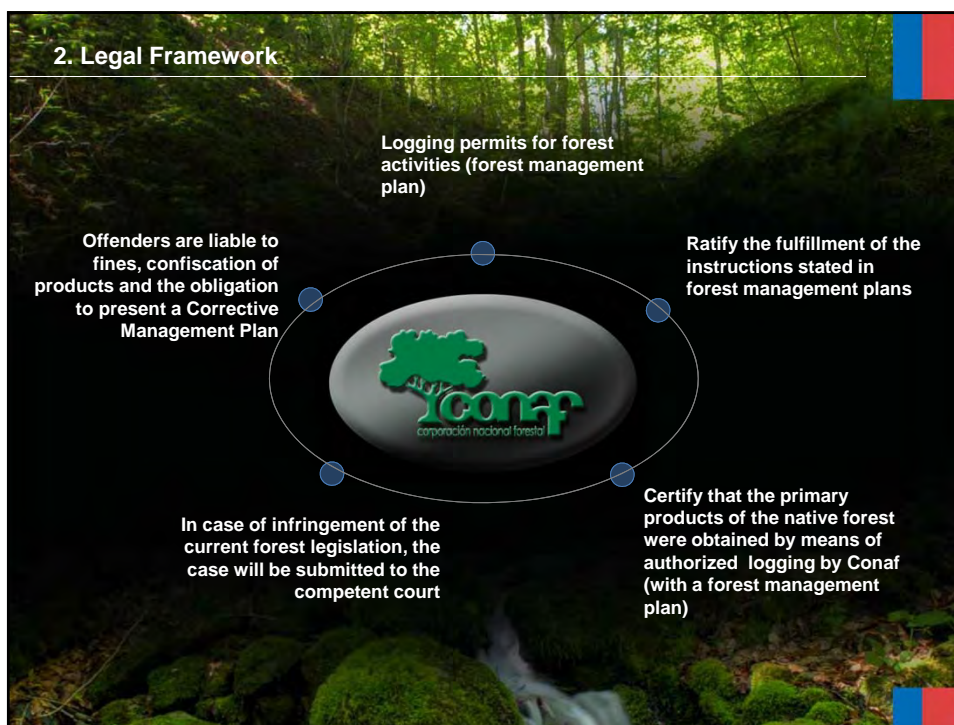 2. Legal Framework
Logging permits for forest
activities (forest management
plan)
Offenders are liable to
fines, confiscation of
products and the obligation
to present a Corrective
Management Plan
Ratify the fulfillment of the
instructions stated in
forest management plans
conaf
corporación nacional forestal
In case of infringement of the
current forest legislation, the
case will be submitted to the
competent court
Certify that the primary
products of the native forest
were obtained by means of
authorized logging by Conaf
(with a forest management
plan)